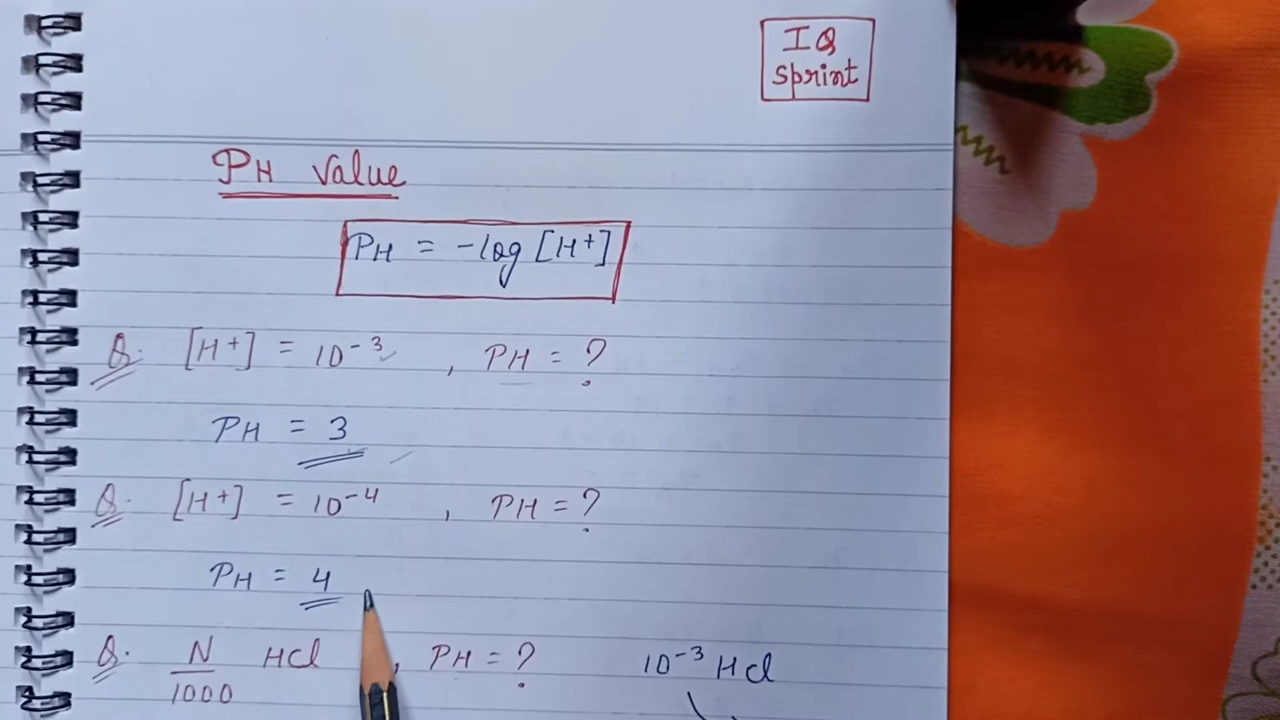 IQ
sprint
PH value
PH = -log [H+]
Q. [H+] = 10⁻³ , PH = ?
PH = 3
Q. [H+] = 10⁻⁴ , PH = ?
PH = 4
Q. N/1000 HCl , PH = ? 10⁻³ HCl